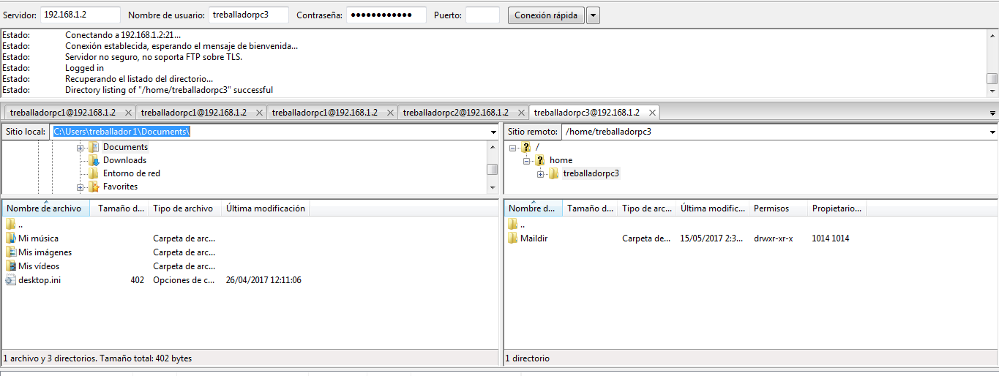 Servidor: 192.168.1.2 Nombre de usuario: treballadorpc3 Contraseña: ●●●●●●●●●●●● Puerto: Conexión rápida
Estado: Conectando a 192.168.1.2:21...
Estado: Conexión establecida, esperando el mensaje de bienvenida...
Estado: Servidor no seguro, no soporta FTP sobre TLS.
Estado: Logged in
Estado: Recuperando el listado del directorio...
Estado: Directory listing of "/home/treballadorpc3" successful
treballadorpc1@192.168.1.2 treballadorpc1@192.168.1.2 treballadorpc1@192.168.1.2 treballadorpc2@192.168.1.2 treballadorpc3@192.168.1.2
Sitio local: C:\Users\treballador1\Documents\
Documents
Downloads
Entorno de red
Favorites
Nombre de archivo Tamaño d... Tipo de archivo Última modificación
..
Mi música Carpeta de arc...
Mis imágenes Carpeta de arc...
Mis vídeos Carpeta de arc...
desktop.ini 402 Opciones de c... 26/04/2017 12:11:06
1 archivo y 3 directorios. Tamaño total: 402 bytes
Sitio remoto: /home/treballadorpc3
/
home
treballadorpc3
Nombre d... Tamaño d... Tipo de arc... Última modific... Permisos Propietario...
..
Maildir Carpeta de... 15/05/2017 2:3... drwxr-xr-x 1014 1014
1 directorio